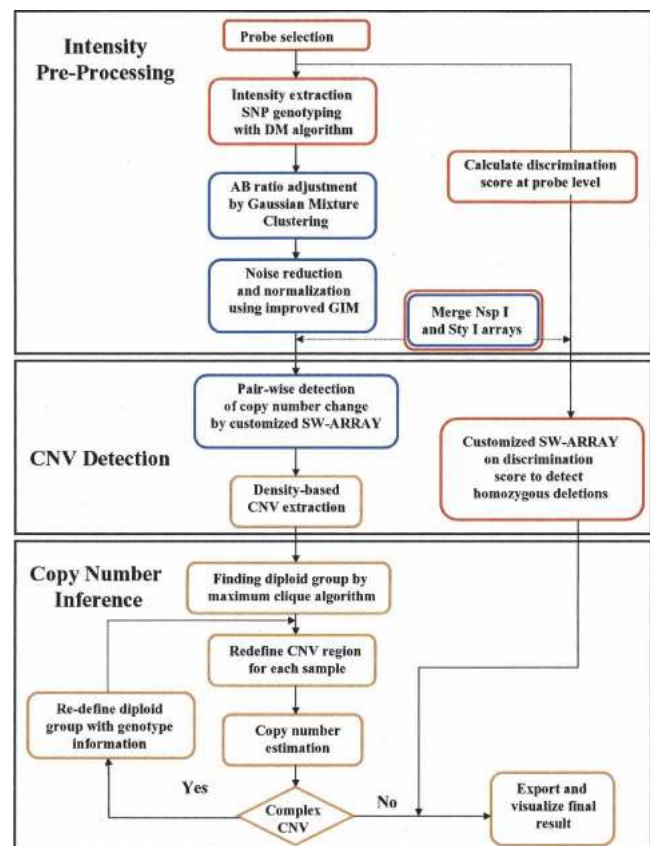 Intensity
Pre-Processing
Probe selection
Intensity extraction
SNP genotyping
with DM algorithm
Calculate discrimination
score at probe level
AB ratio adjustment
by Gaussian Mixture
Clustering
Noise reduction
and normalization
using improved GIM
Merge Nsp I
and Sty I arrays
CNV Detection
Pair-wise detection
of copy number change
by customized SW-ARRAY
Customized SW-ARRAY
on discrimination
score to detect
homozygous deletions
Density-based
CNV extraction
Copy Number
Inference
Finding diploid group by
maximum clique algorithm
Redefine CNV region
for each sample
Re-define diploid
group with genotype
information
Copy number
estimation
Yes
Complex
CNV
No
Export and
visualize final
result